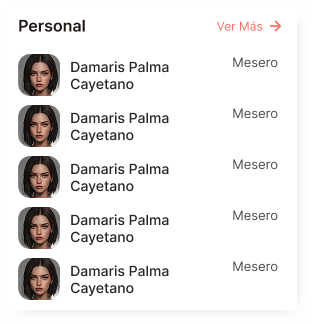 Personal
Ver Más
Damaris Palma
Cayetano
Mesero
Damaris Palma
Cayetano
Mesero
Damaris Palma
Cayetano
Mesero
Damaris Palma
Cayetano
Mesero
Damaris Palma
Cayetano
Mesero